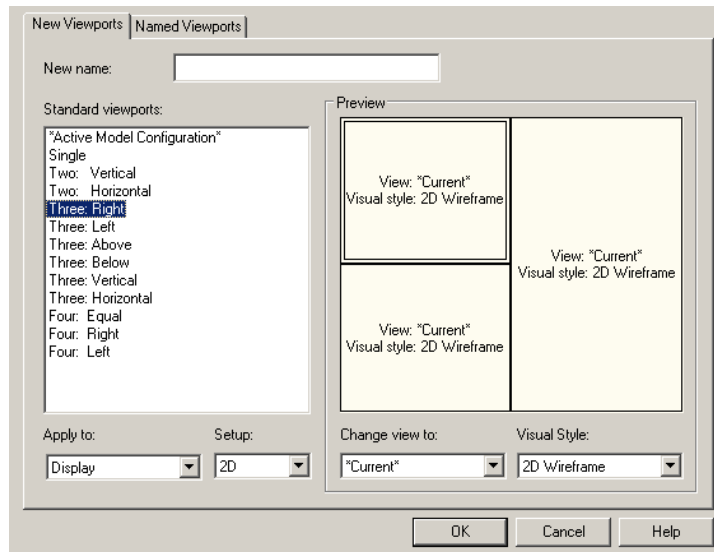 New Viewports
Named Viewports
New name:
Standard viewports:
*Active Model Configuration*
Single
Two: Vertical
Two: Horizontal
Three: Right
Three: Left
Three: Above
Three: Below
Three: Vertical
Three: Horizontal
Four: Equal
Four: Right
Four: Left
Apply to:
Display
Setup:
2D
Preview
View: *Current*
Visual style: 2D Wireframe
View: *Current*
Visual style: 2D Wireframe
View: *Current*
Visual style: 2D Wireframe
Change view to:
*Current*
Visual Style:
2D Wireframe
OK
Cancel
Help